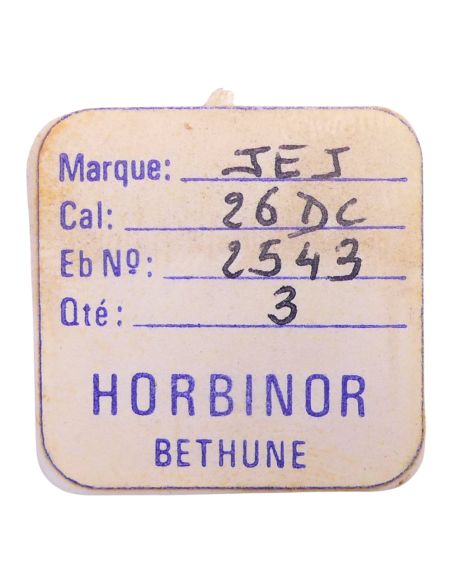 Marque: JEJ
Cal: 26 DC
Eb Nº: 2543
Qté: 3
HORBINOR
BETHUNE